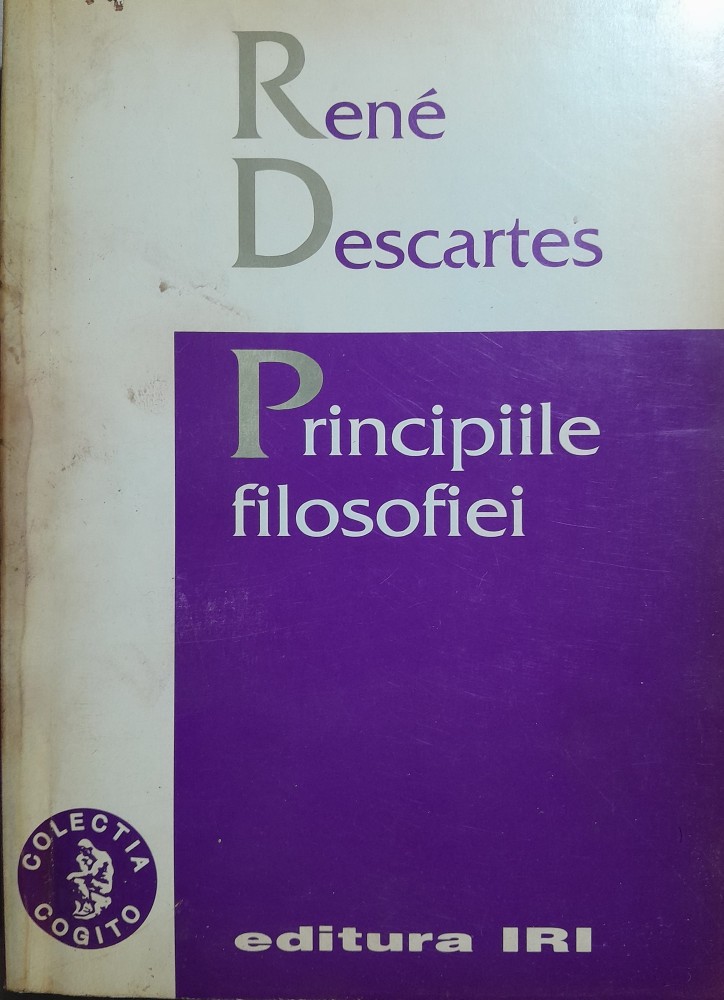 René
Descartes
Principiile
filosofiei
COLECTIA
COGITO
editura IRI